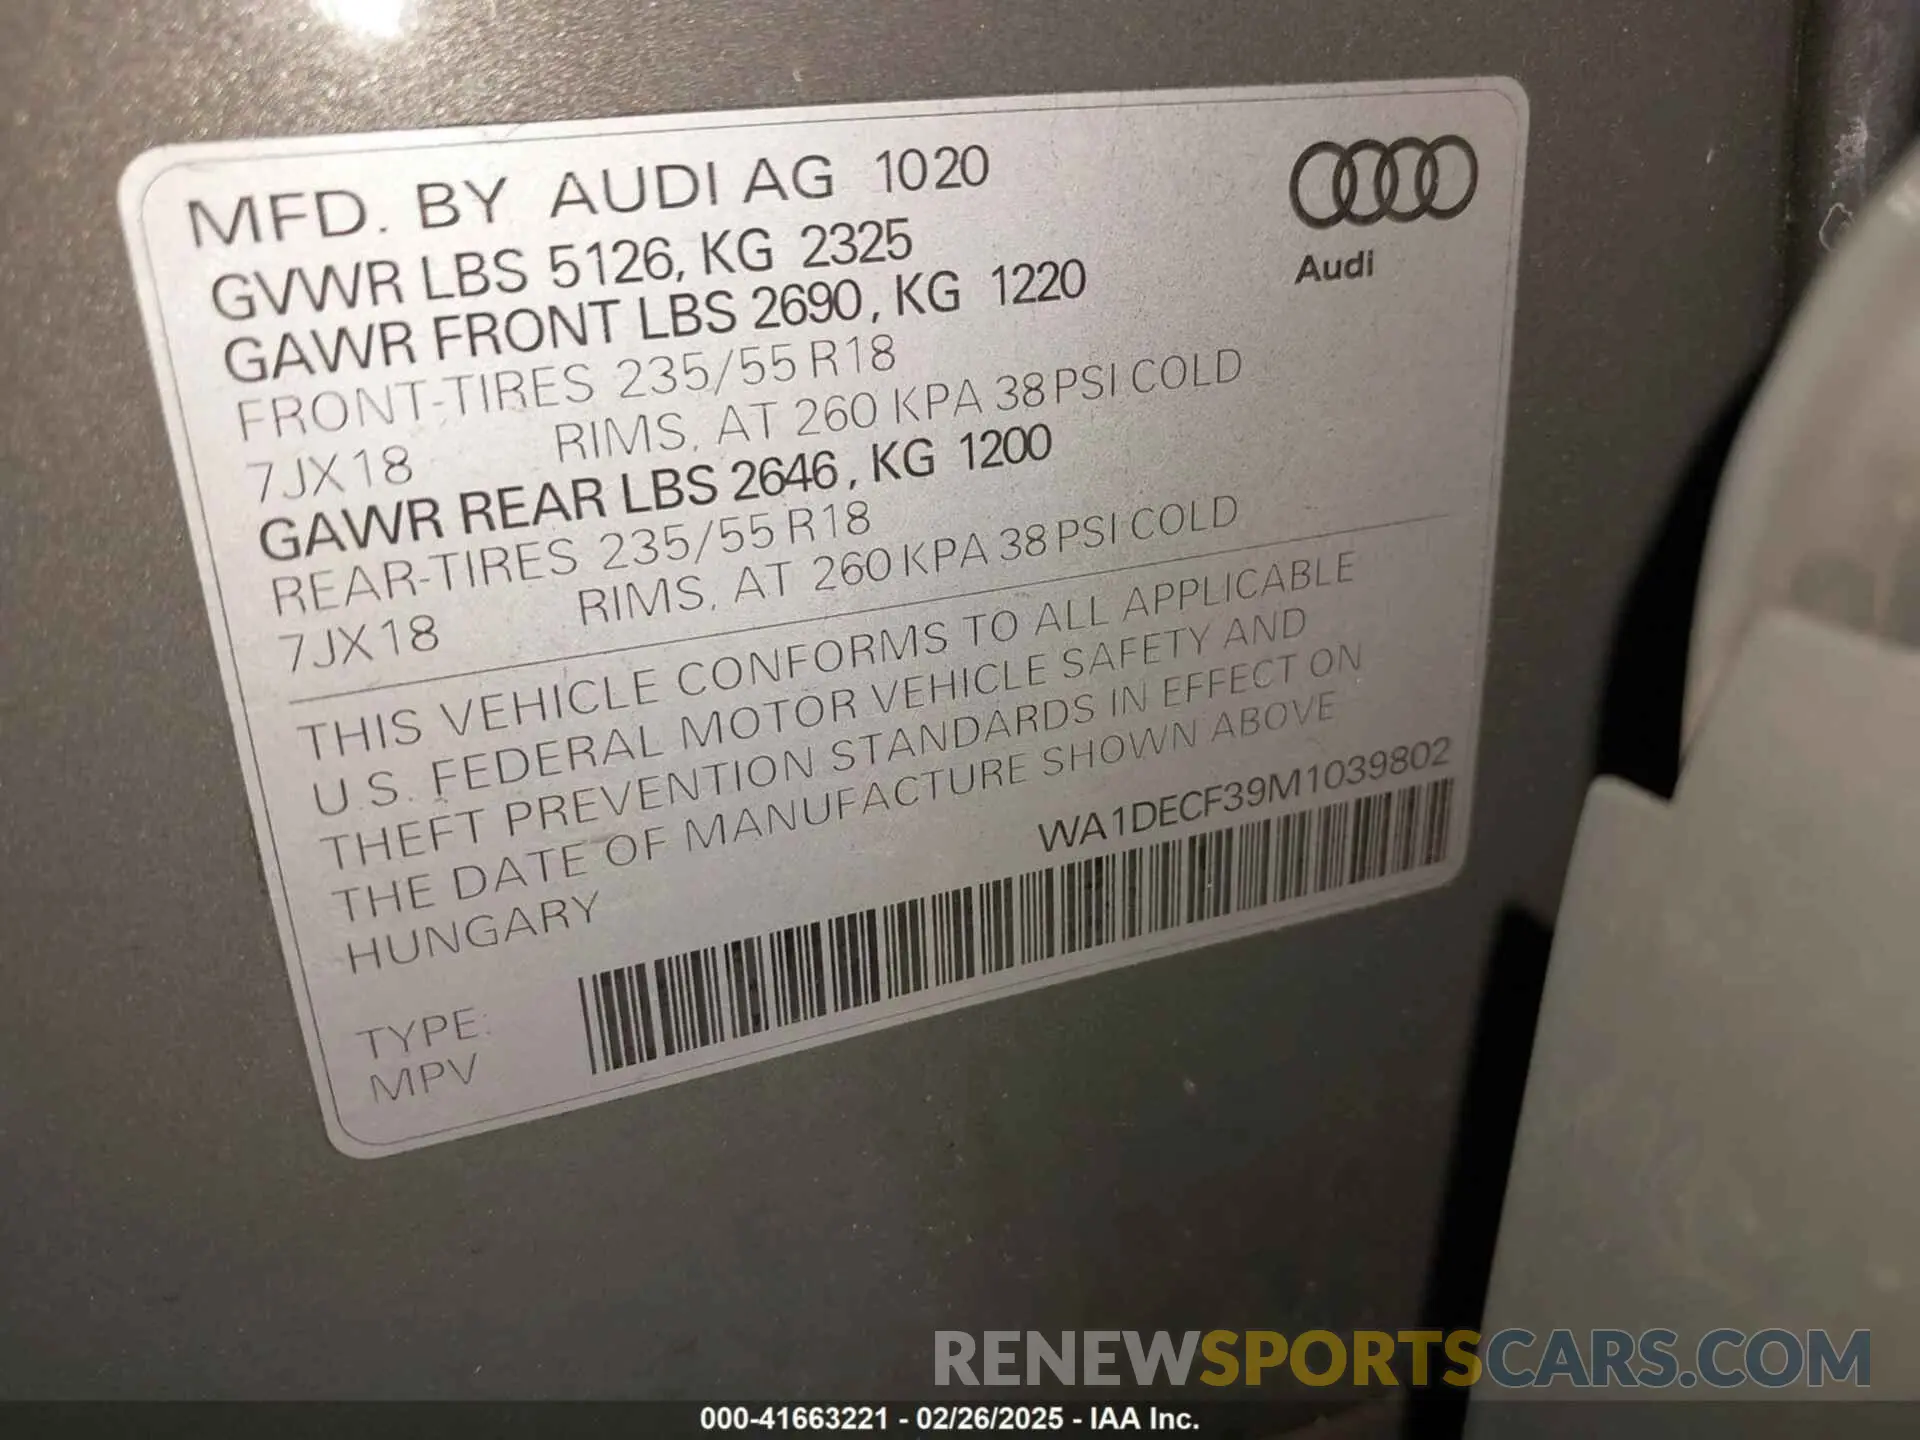 MFD. BY AUDI AG 1020
GVWR LBS 5126, KG 2325
GAWR FRONT LBS 2690, KG 1220
FRONT-TIRES 235/55 R18
7JX18 RIMS, AT 260 KPA 38 PSI COLD
GAWR REAR LBS 2646, KG 1200
REAR-TIRES 235/55 R18
7JX18 RIMS, AT 260 KPA 38 PSI COLD
Audi
THIS VEHICLE CONFORMS TO ALL APPLICABLE
U.S. FEDERAL MOTOR VEHICLE SAFETY AND
THEFT PREVENTION STANDARDS IN EFFECT ON
THE DATE OF MANUFACTURE SHOWN ABOVE
HUNGARY
WA1DECF39M1039802
TYPE:
MPV
RENEWSPORTSCARS.COM
000-41663221 - 02/26/2025 - IAA Inc.